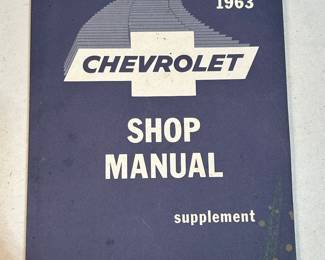 1963
CHEVROLET
SHOP
MANUAL
supplement